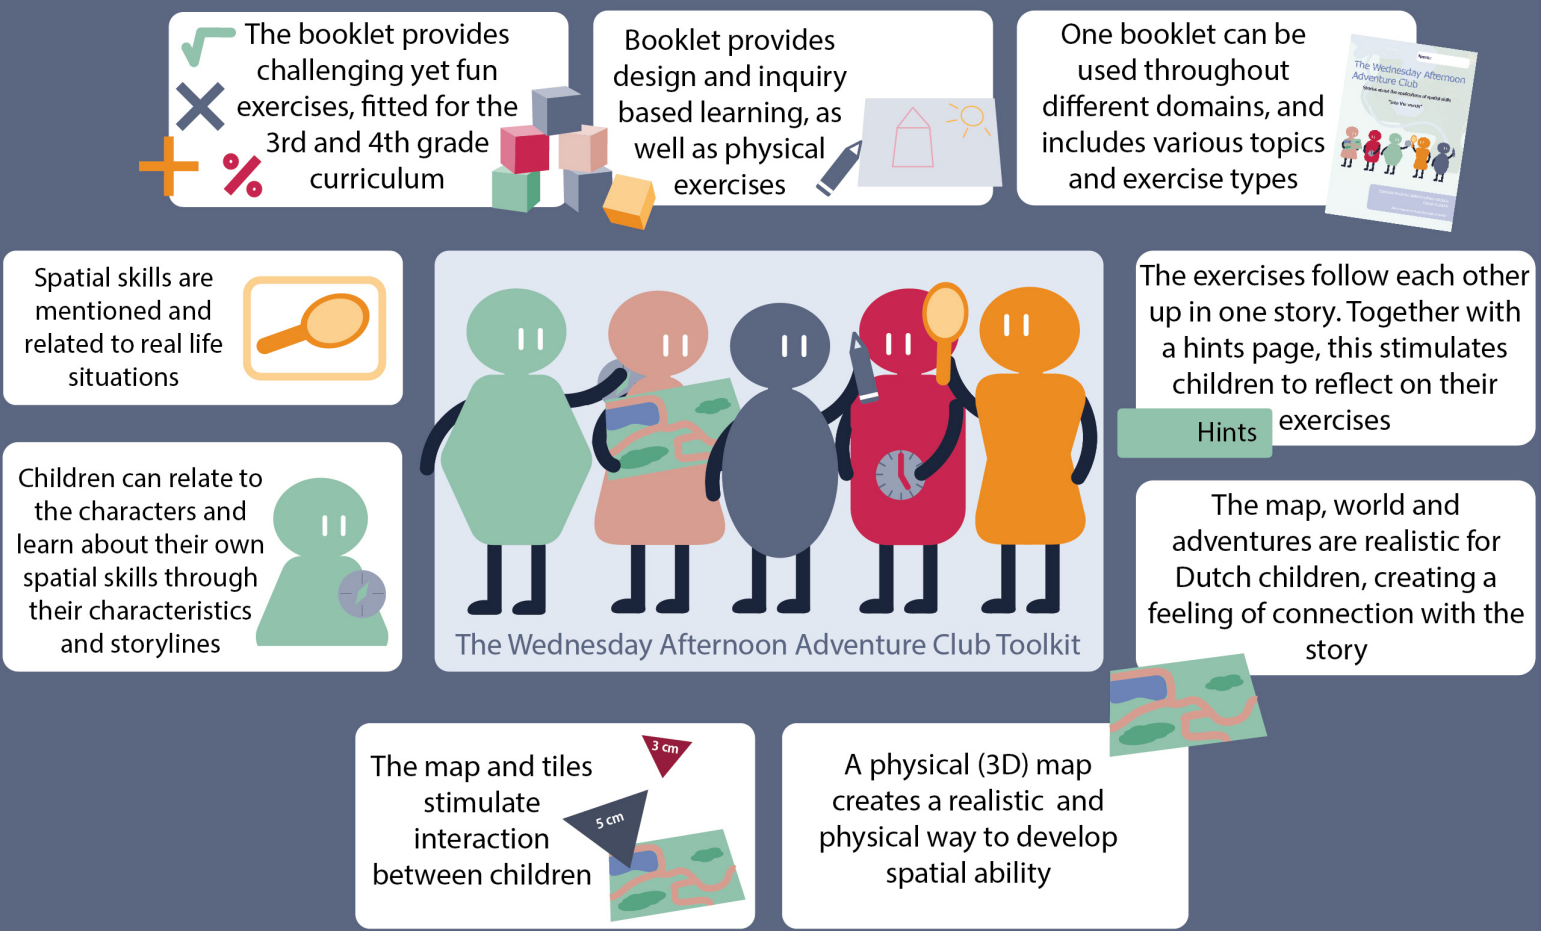 The booklet provides
challenging yet fun
exercises, fitted for the
3rd and 4th grade
curriculum
Booklet provides
design and inquiry
based learning, as
well as physical
exercises
One booklet can be
used throughout
different domains, and
includes various topics
and exercise types
The Wednesday Afternoon
Adventure Club
Spatial skills are
mentioned and
related to real life
situations
Children can relate to
the characters and
learn about their own
spatial skills through
their characteristics
and storylines
The Wednesday Afternoon Adventure Club Toolkit
The exercises follow each other
up in one story. Together with
a hints page, this stimulates
children to reflect on their
exercises
Hints
The map, world and
adventures are realistic for
Dutch children, creating a
feeling of connection with the
story
The map and tiles
stimulate
interaction
between children
3 cm
5 cm
A physical (3D) map
creates a realistic and
physical way to develop
spatial ability